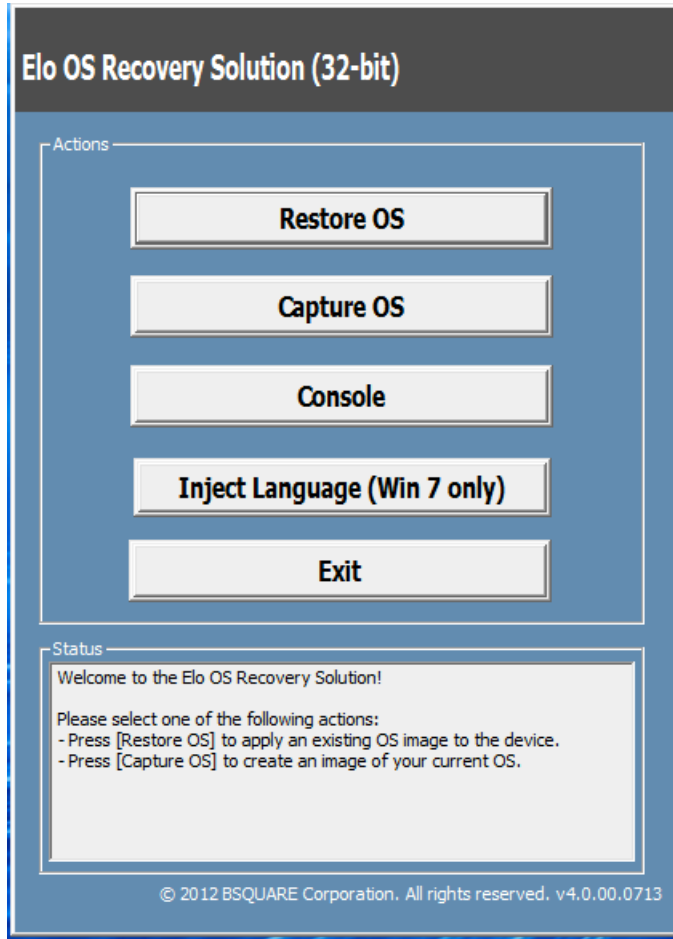 Elo OS Recovery Solution (32-bit)
Actions
Restore OS
Capture OS
Console
Inject Language (Win 7 only)
Exit
Status
Welcome to the Elo OS Recovery Solution!
Please select one of the following actions:
- Press [Restore OS] to apply an existing OS image to the device.
- Press [Capture OS] to create an image of your current OS.
© 2012 BSQUARE Corporation. All rights reserved. v4.0.00.0713